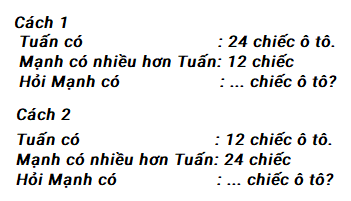 Cách 1
Tuấn có : 24 chiếc ô tô.
Mạnh có nhiều hơn Tuấn: 12 chiếc
Hỏi Mạnh có : ... chiếc ô tô?
Cách 2
Tuấn có : 12 chiếc ô tô.
Mạnh có nhiều hơn Tuấn: 24 chiếc
Hỏi Mạnh có : ... chiếc ô tô?